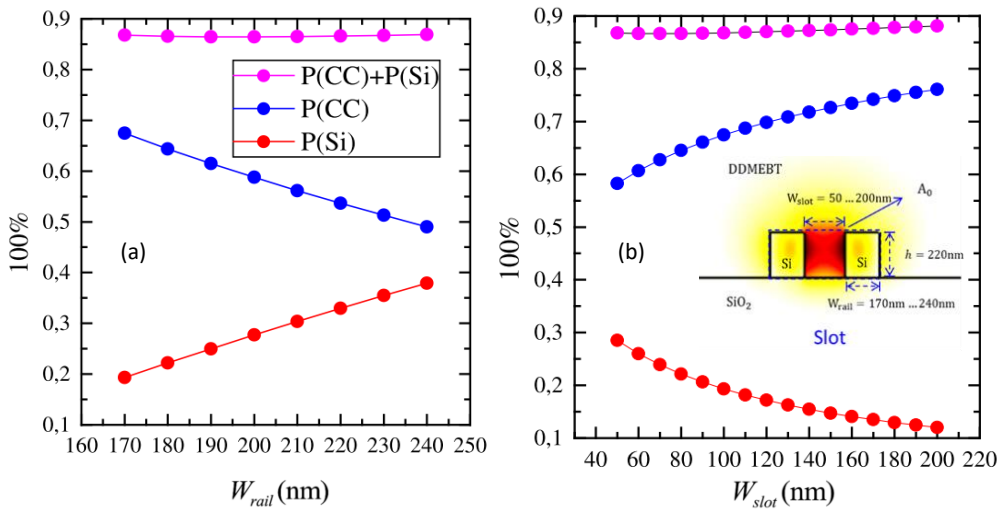 0,9
0,8
0,7
0,6
0,5
0,4
0,3
0,2
0,1
100%
P(CC)+P(Si)
P(CC)
P(Si)
(a)
160 170 180 190 200 210 220 230 240 250
W_rail (nm)
0,9
0,8
0,7
0,6
0,5
0,4
0,3
0,2
0,1
100%
DDMEBT
W_slot = 50 ...200nm
A_0
(b)
Si
Si
h = 220nm
SiO_2
W_rail = 170nm ...240nm
Slot
40 60 80 100 120 140 160 180 200 220
W_slot (nm)